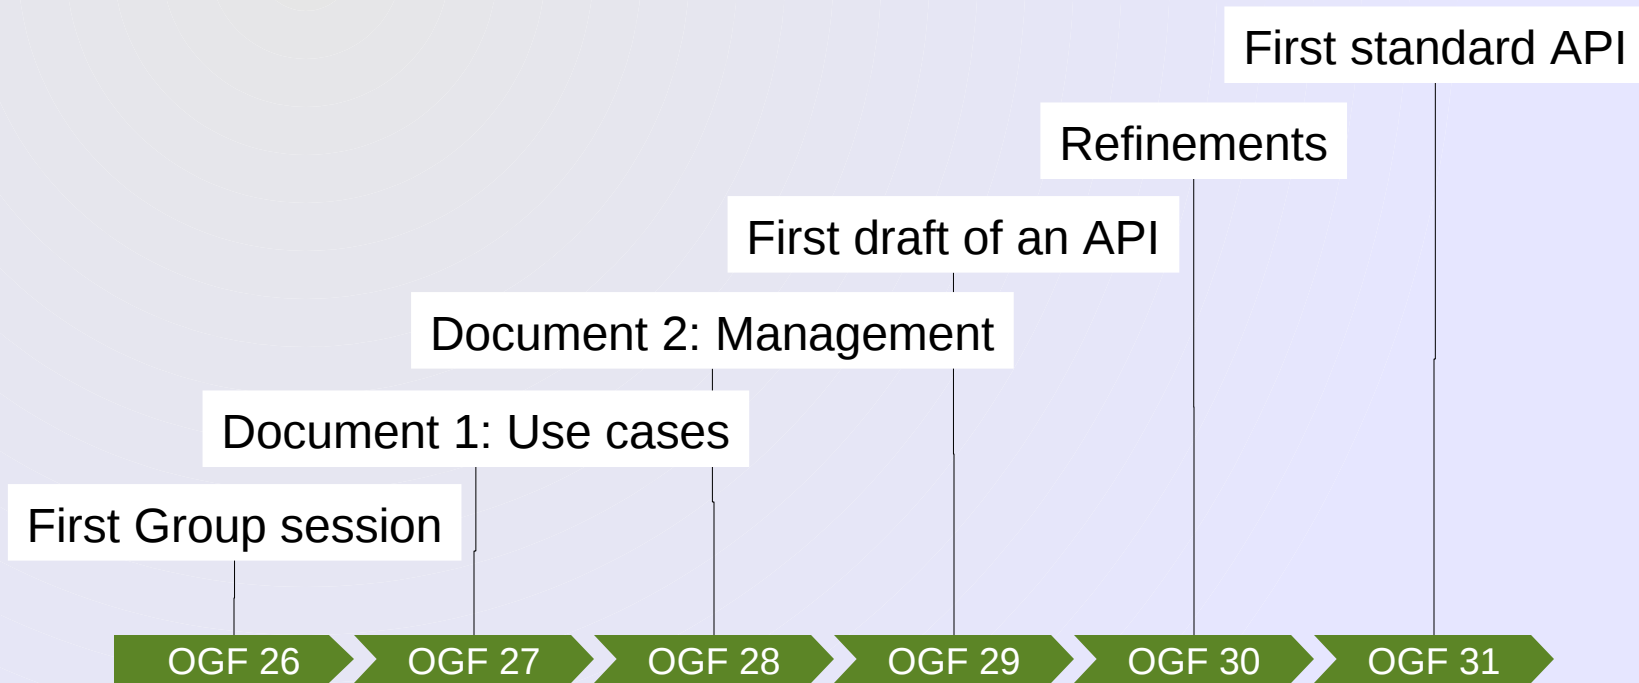 First standard API
Refinements
First draft of an API
Document 2: Management
Document 1: Use cases
First Group session
OGF 26
OGF 27
OGF 28
OGF 29
OGF 30
OGF 31